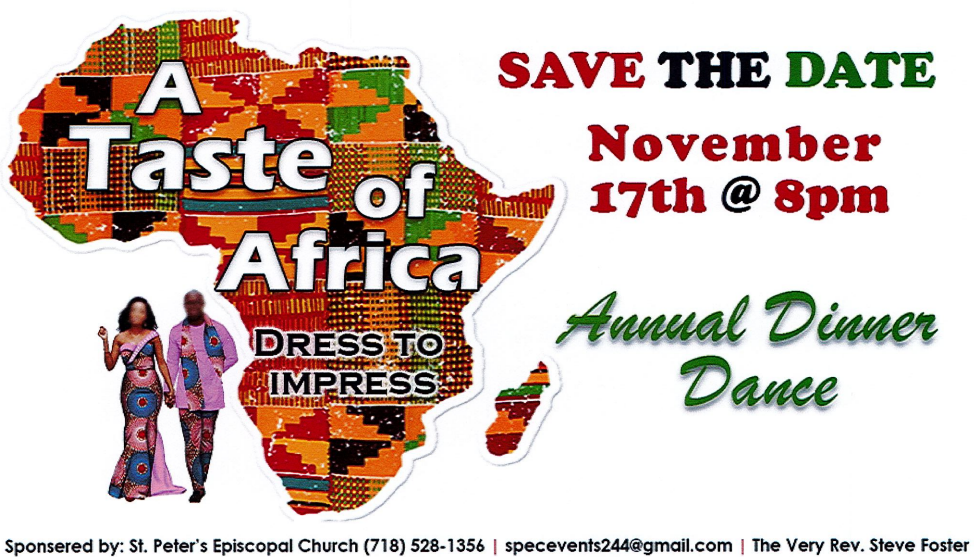 A
Taste
of
Africa
DRESS TO
IMPRESS
SAVE THE DATE
November
17th @ 8pm
Annual Dinner
Dance
Sponsered by: St. Peter's Episcopal Church (718) 528-1356 | specevents244@gmail.com | The Very Rev. Steve Foster